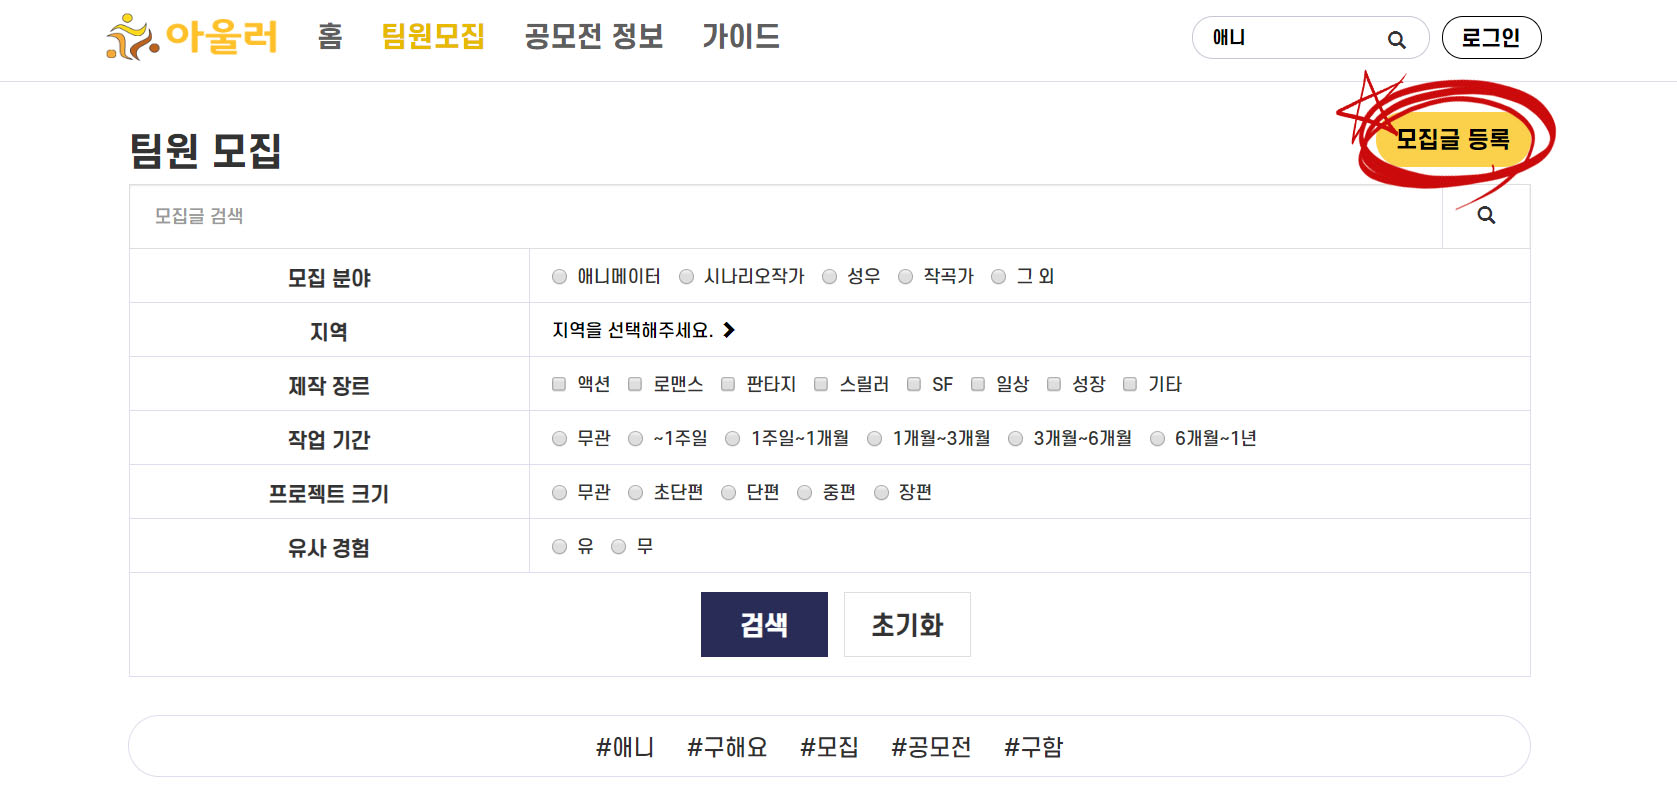 아울러 홈 팀원모집 공모전 정보 가이드 애니 로그인
팀원 모집 모집글 등록
모집글 검색
모집 분야 애니메이터 시나리오작가 성우 작곡가 그 외
지역 지역을 선택해주세요.
제작 장르 액션 로맨스 판타지 스릴러 SF 일상 성장 기타
작업 기간 무관 ~1주일 1주일~1개월 1개월~3개월 3개월~6개월 6개월~1년
프로젝트 크기 무관 초단편 단편 중편 장편
유사 경험 유 무
검색 초기화
#애니 #구해요 #모집 #공모전 #구함